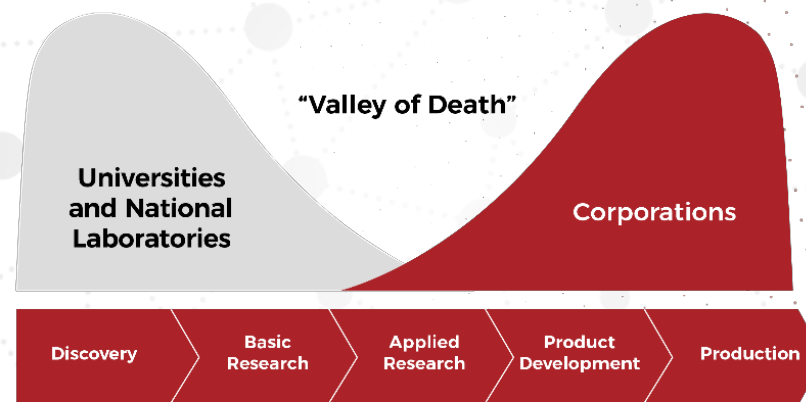 “Valley of Death”
Universities
and National
Laboratories
Corporations
Discovery
Basic
Research
Applied
Research
Product
Development
Production